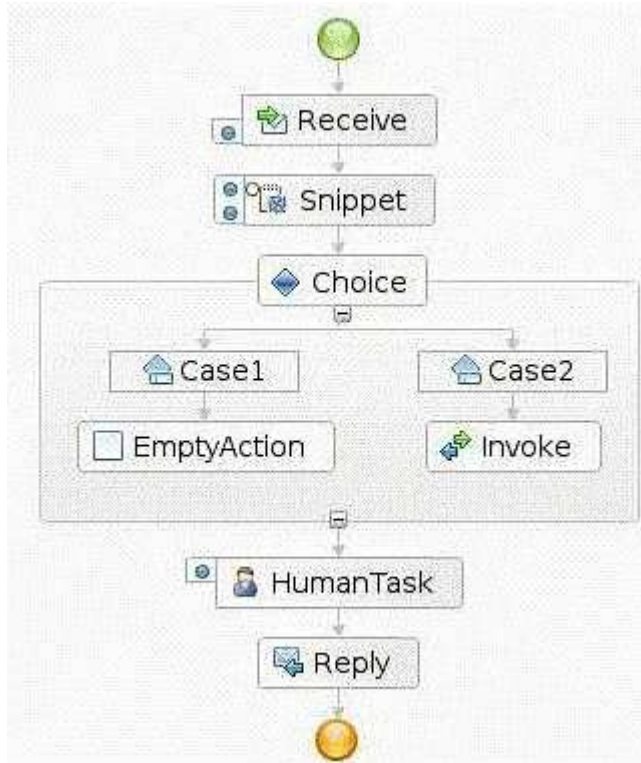 Receive
Snippet
Choice
Case1
Case2
EmptyAction
Invoke
HumanTask
Reply